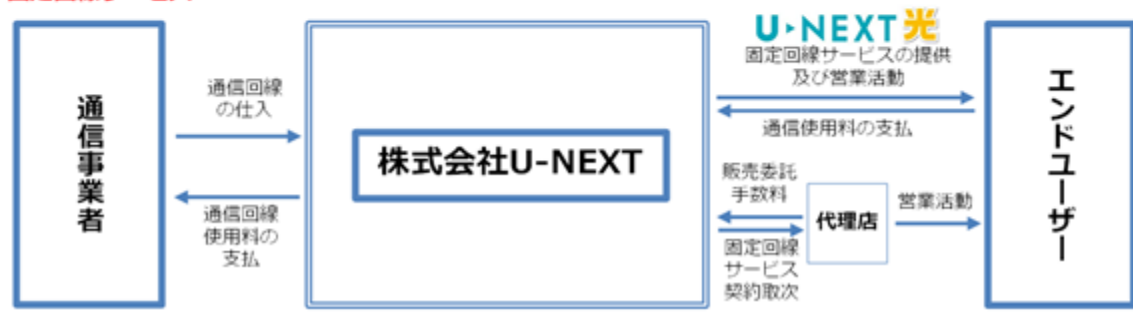 通信事業者
通信回線
の仕入
通信回線
使用料の
支払
株式会社U-NEXT
U-NEXT光
固定回線サービスの提供
及び営業活動
通信使用料の支払
販売委託
手数料
固定回線
サービス
契約取次
代理店
営業活動
エンドユーザー